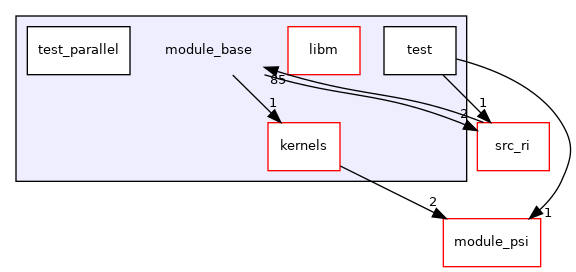 test_parallel
module_base
libm
test
85
1
2
1
kernels
src_ri
2
1
module_psi